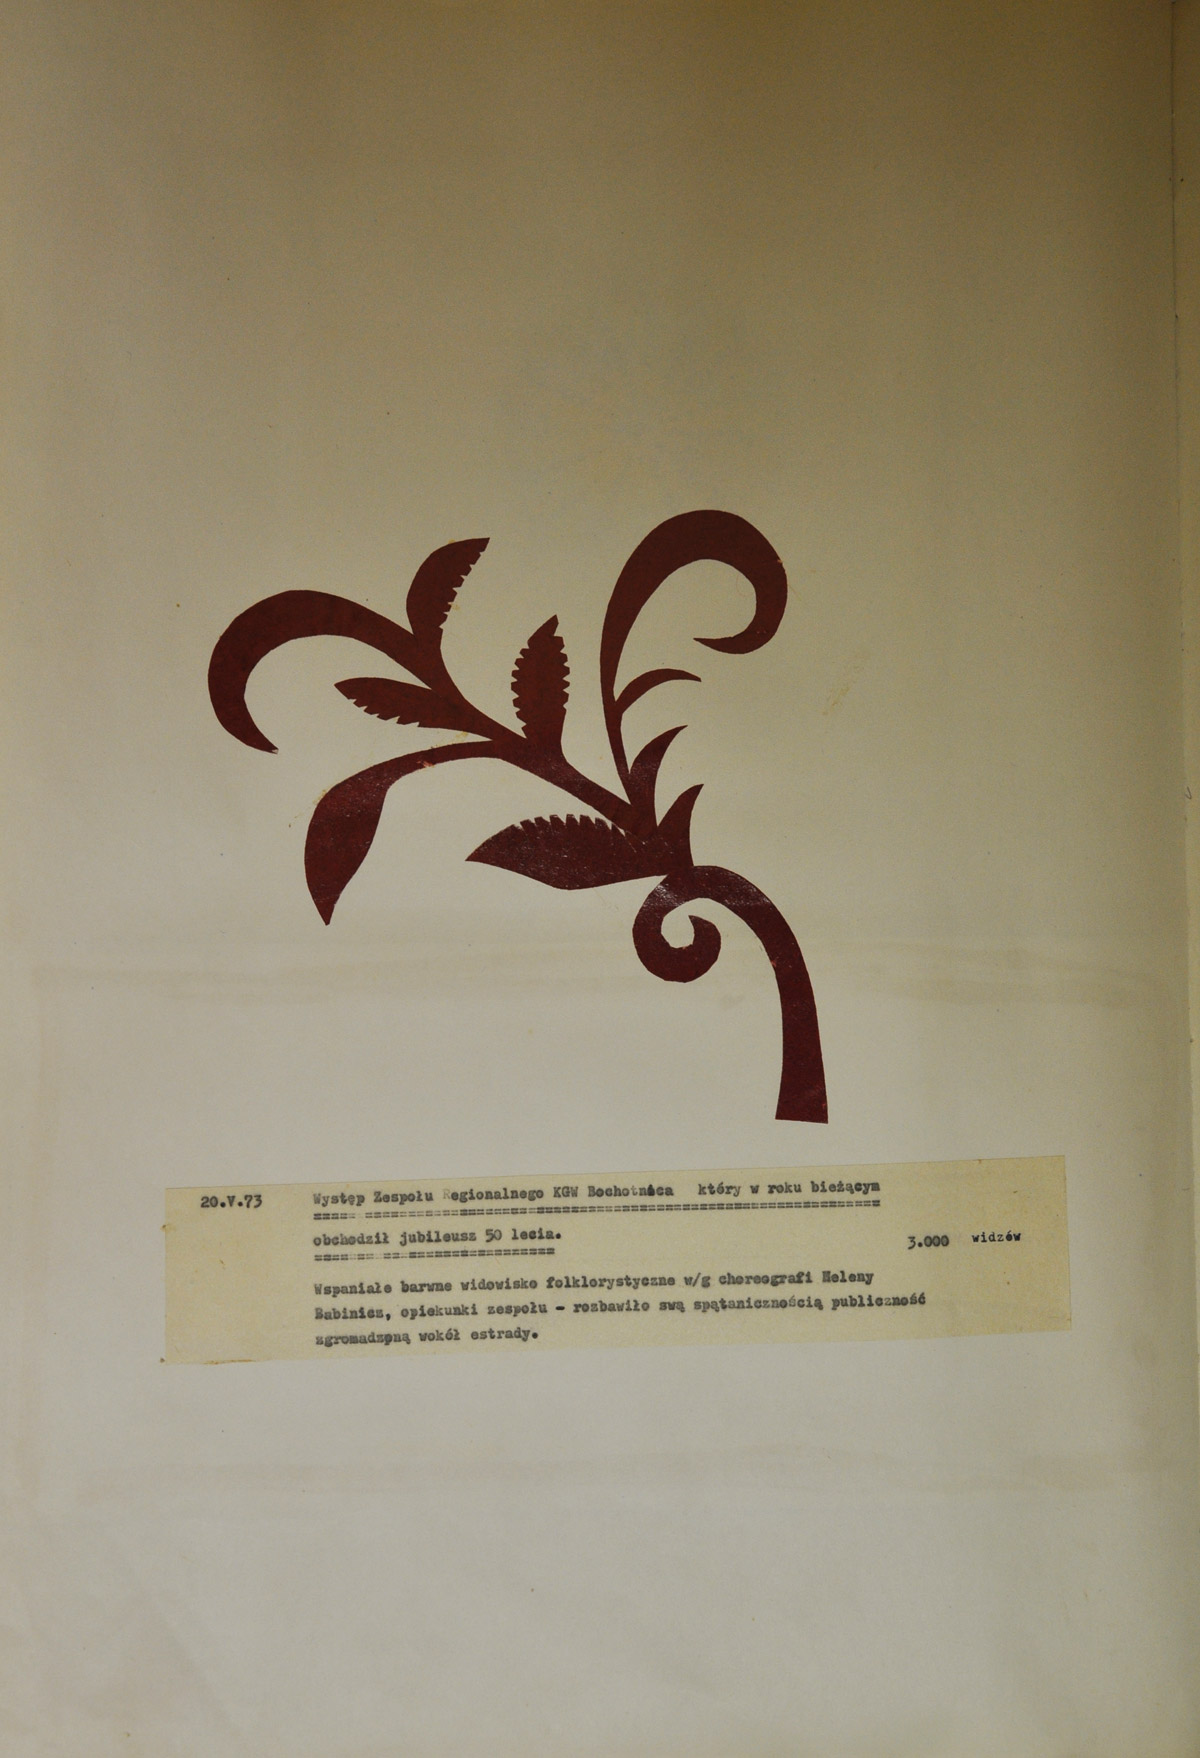 20.V.73 Występ Zespołu Regionalnego KGW Bochotnica który w roku bieżącym
obchodził jubileusz 50 lecia.
3.000 widzów
Wspaniałe barwne widowisko folklorystyczne w/g choreografi Heleny
Babinicz, opiekunki zespołu - rozbawiło swą spątanicznością publiczność
zgromadzoną wokół estrady.